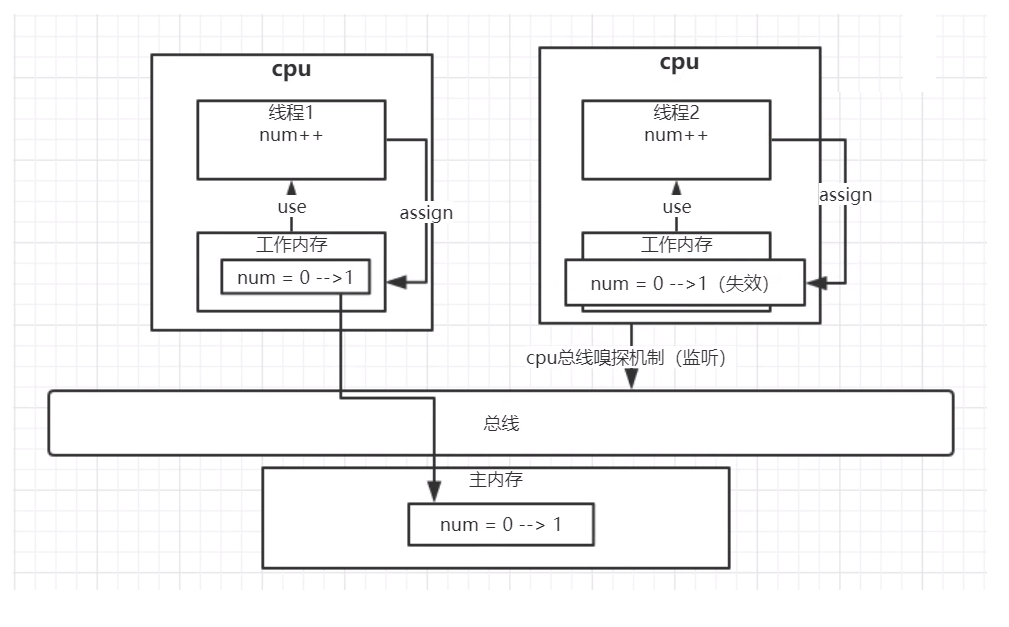 cpu
线程1
num++
use
assign
工作内存
num = 0 -->1
cpu
线程2
num++
use
assign
工作内存
num = 0 -->1（失效）
cpu总线嗅探机制（监听）
总线
主内存
num = 0 --> 1